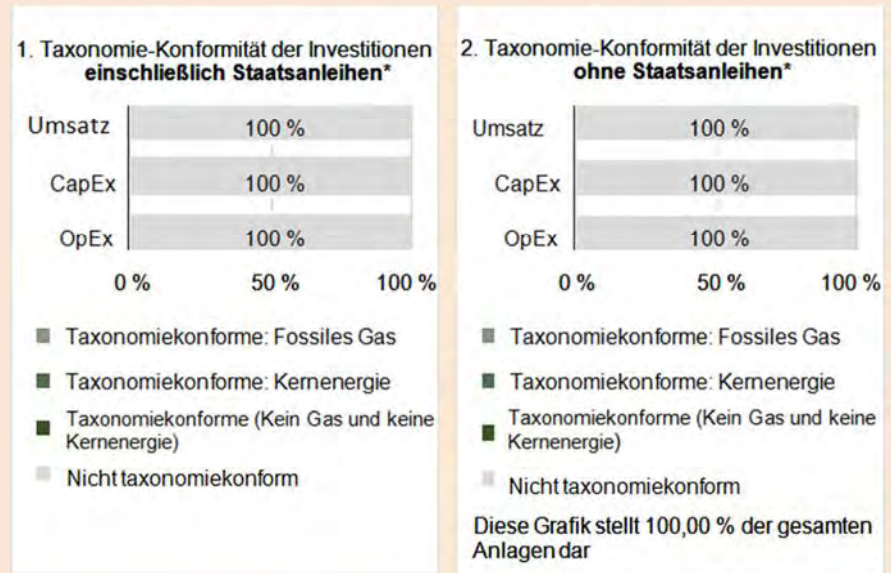 1. Taxonomie-Konformität der Investitionen
einschließlich Staatsanleihen*
Umsatz
100 %
CapEx
100 %
OpEx
100 %
0 %
50 %
100 %
Taxonomiekonforme: Fossiles Gas
Taxonomiekonforme: Kernenergie
Taxonomiekonforme (Kein Gas und keine
Kernenergie)
Nicht taxonomiekonform
2. Taxonomie-Konformität der Investitionen
ohne Staatsanleihen*
Umsatz
100 %
CapEx
100 %
OpEx
100 %
0 %
50 %
100 %
Taxonomiekonforme: Fossiles Gas
Taxonomiekonforme: Kernenergie
Taxonomiekonforme (Kein Gas und keine
Kernenergie)
Nicht taxonomiekonform
Diese Grafik stellt 100,00 % der gesamten
Anlagen dar